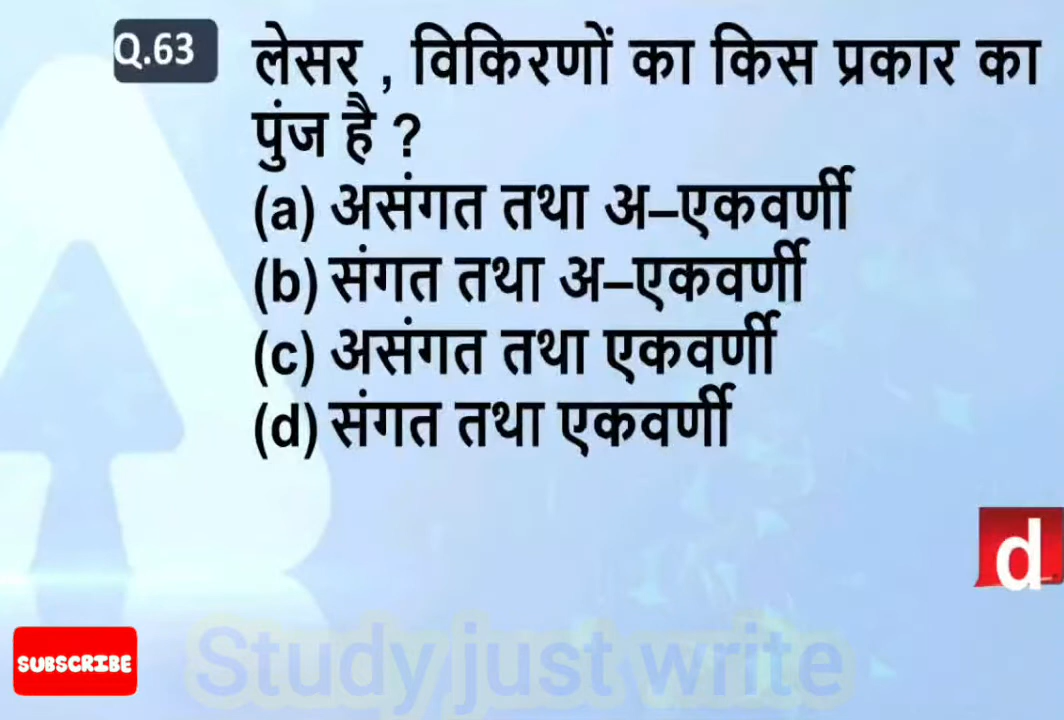 Q.63 लेसर , विकिरणों का किस प्रकार का
पुंज है ?
(a) असंगत तथा अ–एकवर्णी
(b) संगत तथा अ–एकवर्णी
(c) असंगत तथा एकवर्णी
(d) संगत तथा एकवर्णी
d
SUBSCRIBE
Study just write